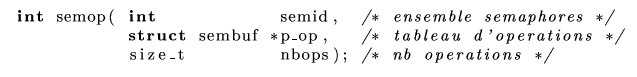 int semop( int semid, /* ensemble semaphores */
struct sembuf *p_op, /* tableau d'operations */
size_t nbops); /* nb operations */